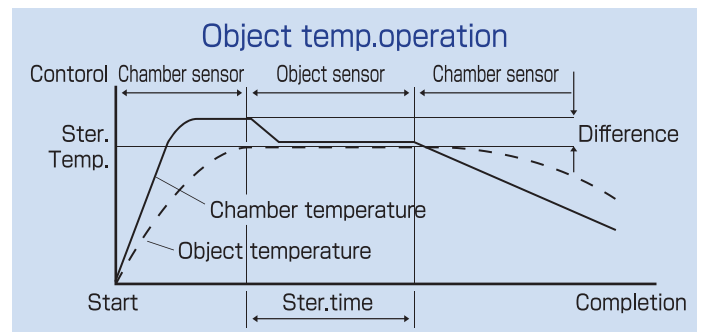 Object temp.operation
Contorol Chamber sensor Object sensor Chamber sensor
Ster.
Temp.
Difference
Chamber temperature
Object temperature
Start Ster.time Completion